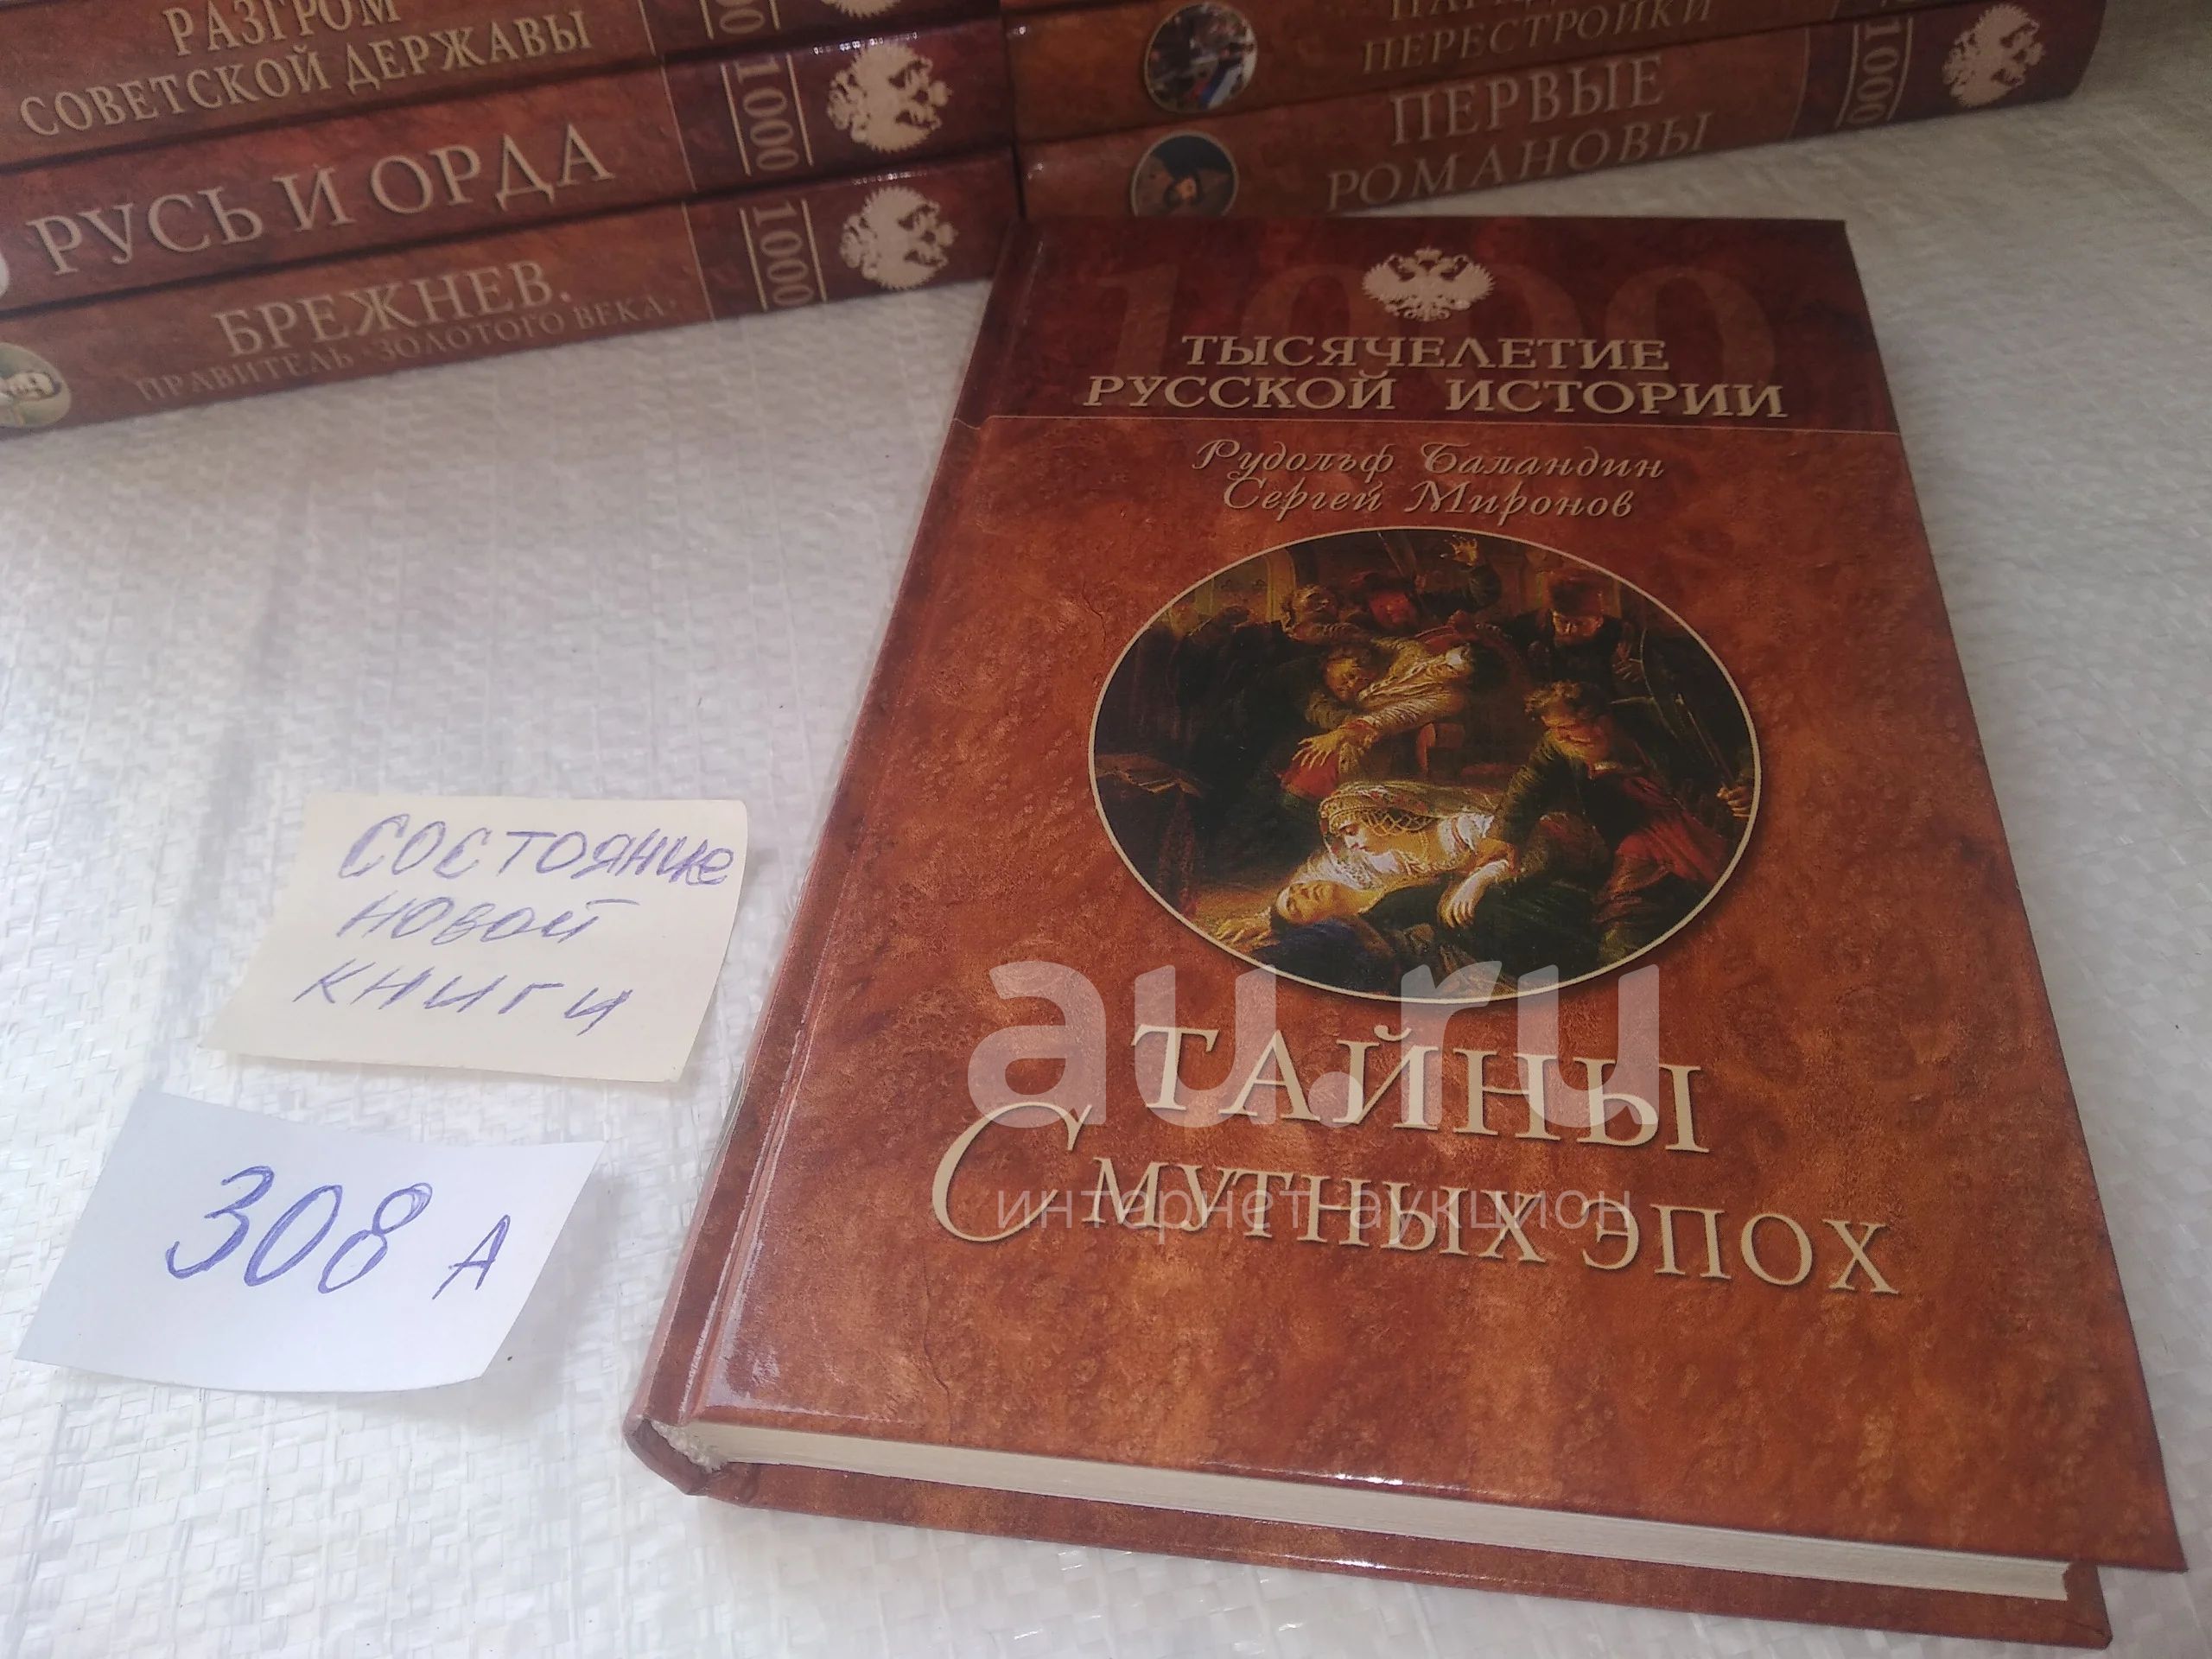 РАЗГРОМ
СОВЕТСКОЙ ДЕРЖАВЫ
РУСЬ И ОРДА
1000
БРЕЖНЕВ.
ПРАВИТЕЛЬ «ЗОЛОТОГО ВЕКА»
1000
ПЕРЕСТРОЙКИ
ПЕРВЫЕ
РОМАНОВЫ
1000
1000
ТЫСЯЧЕЛЕТИЕ
РУССКОЙ ИСТОРИИ
Рудольф Баландин
Сергей Миронов
ТАЙНЫ
СМУТНЫХ ЭПОХ
au.ru
интернет аукцион
СОСТОЯНИЕ
НОВОЙ
КНИГИ
308 А